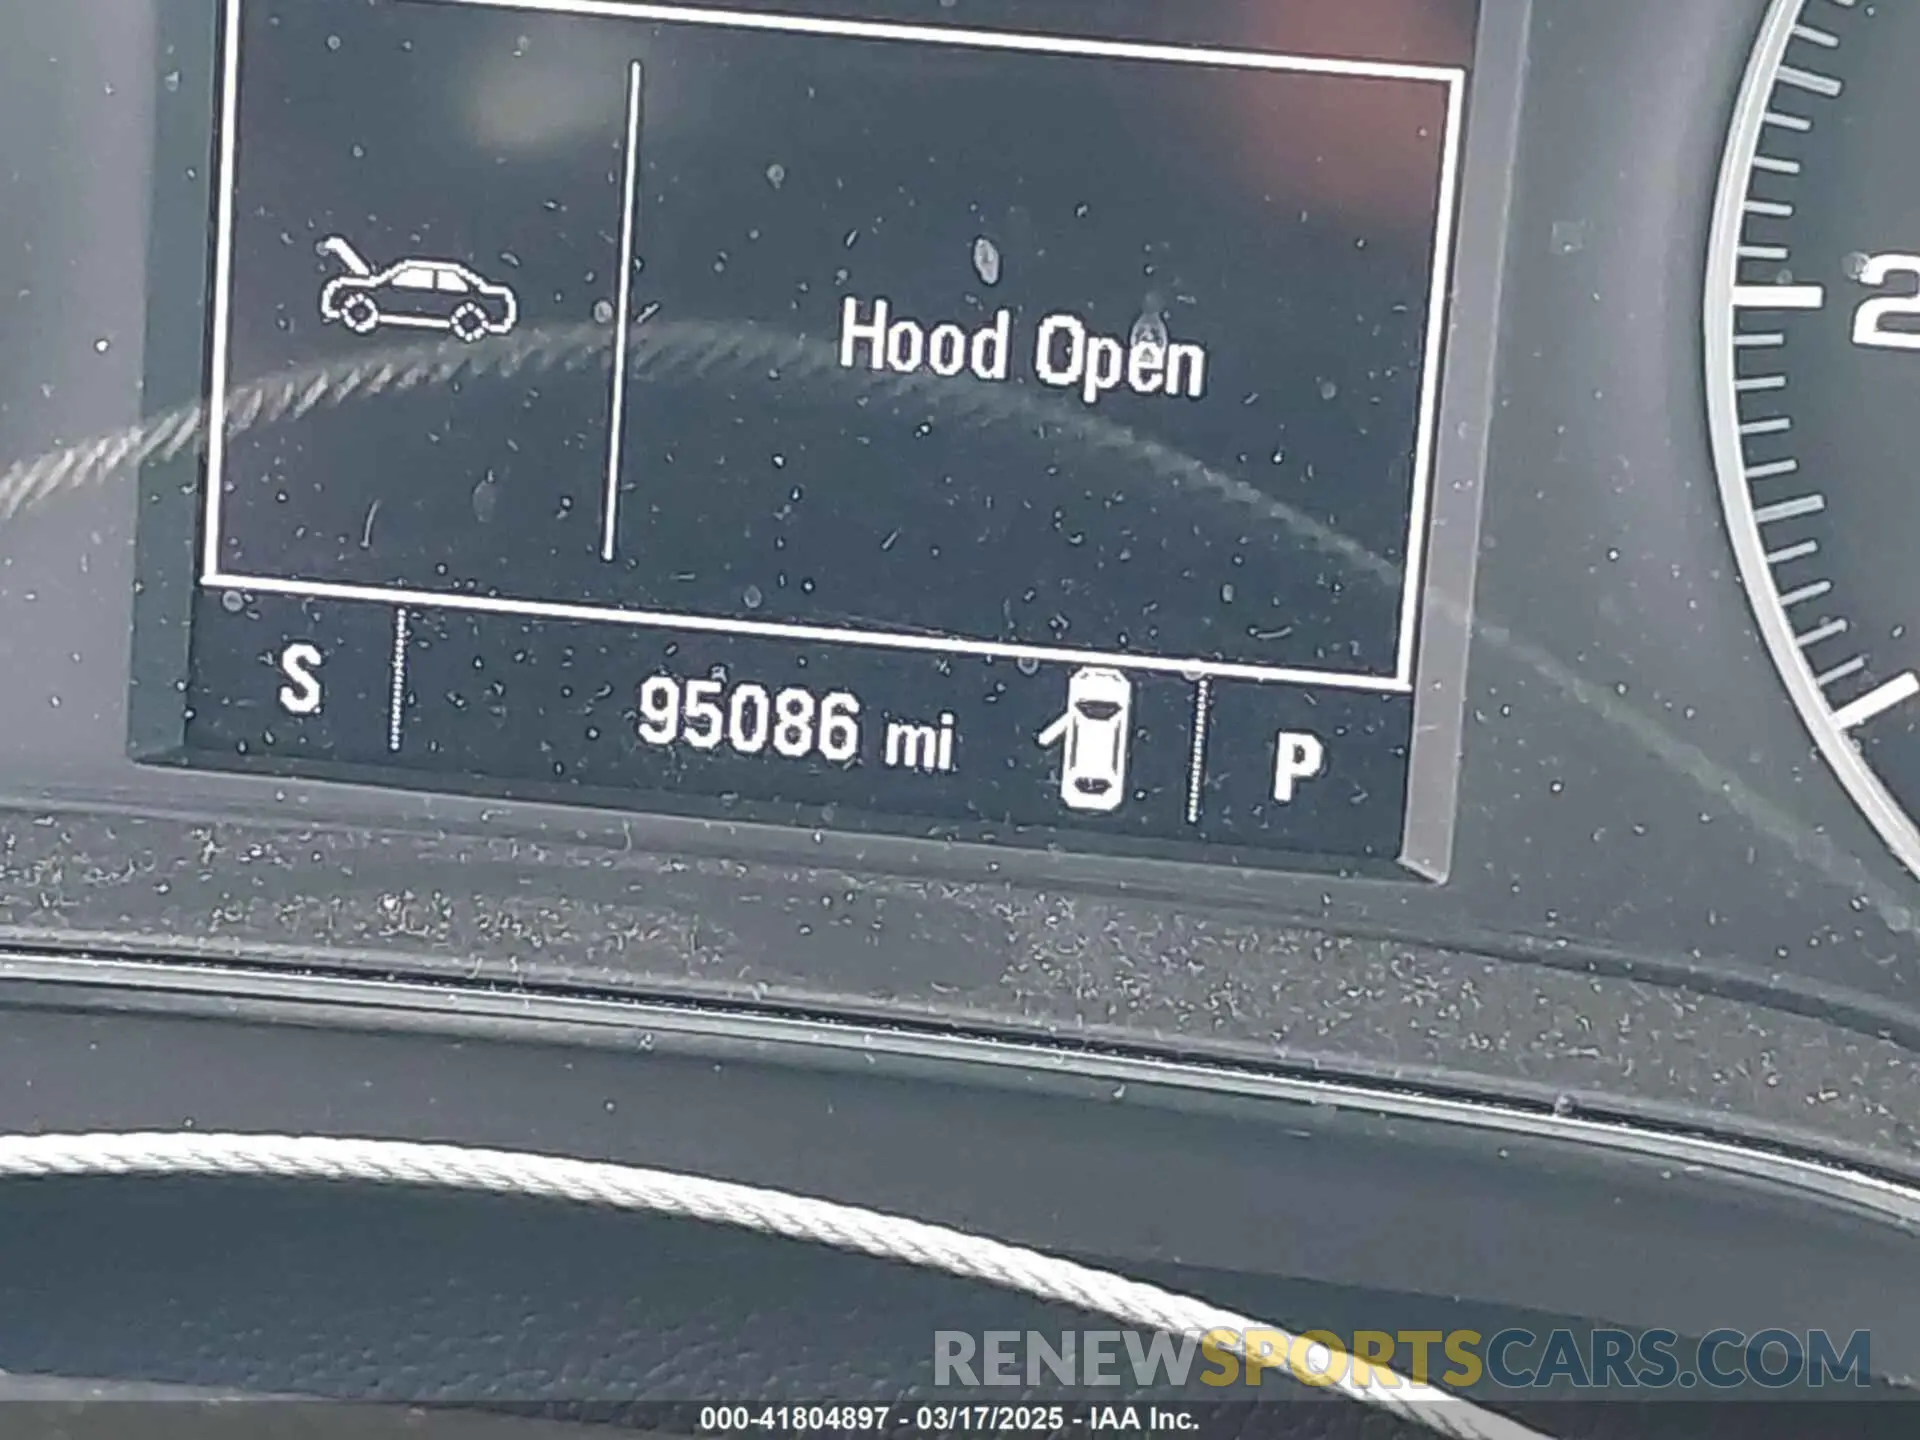 Hood Open
2
S
95086 mi
P
RENEWSPORTSCARS.COM
000-41804897 - 03/17/2025 - IAA Inc.